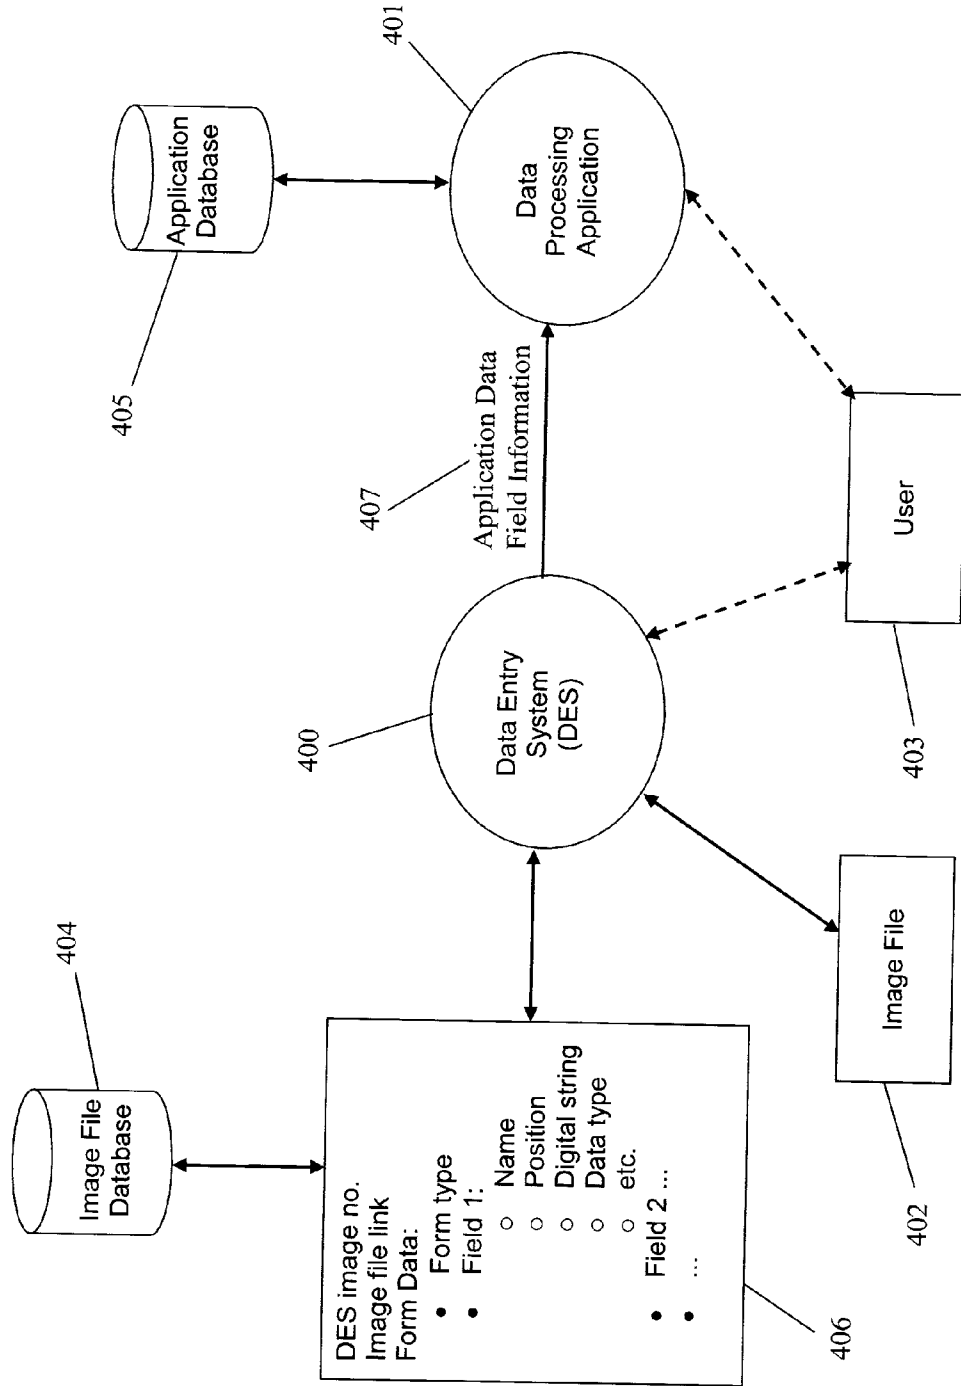 404
Image File
Database
DES image no.
Image file link
Form Data:
• Form type
• Field 1:
○ Name
○ Position
○ Digital string
○ Data type
○ etc.
• Field 2 ...
• ...
406
Image File
402
400
Data Entry
System
(DES)
407
Application Data
Field Information
User
403
405
Application
Database
401
Data
Processing
Application